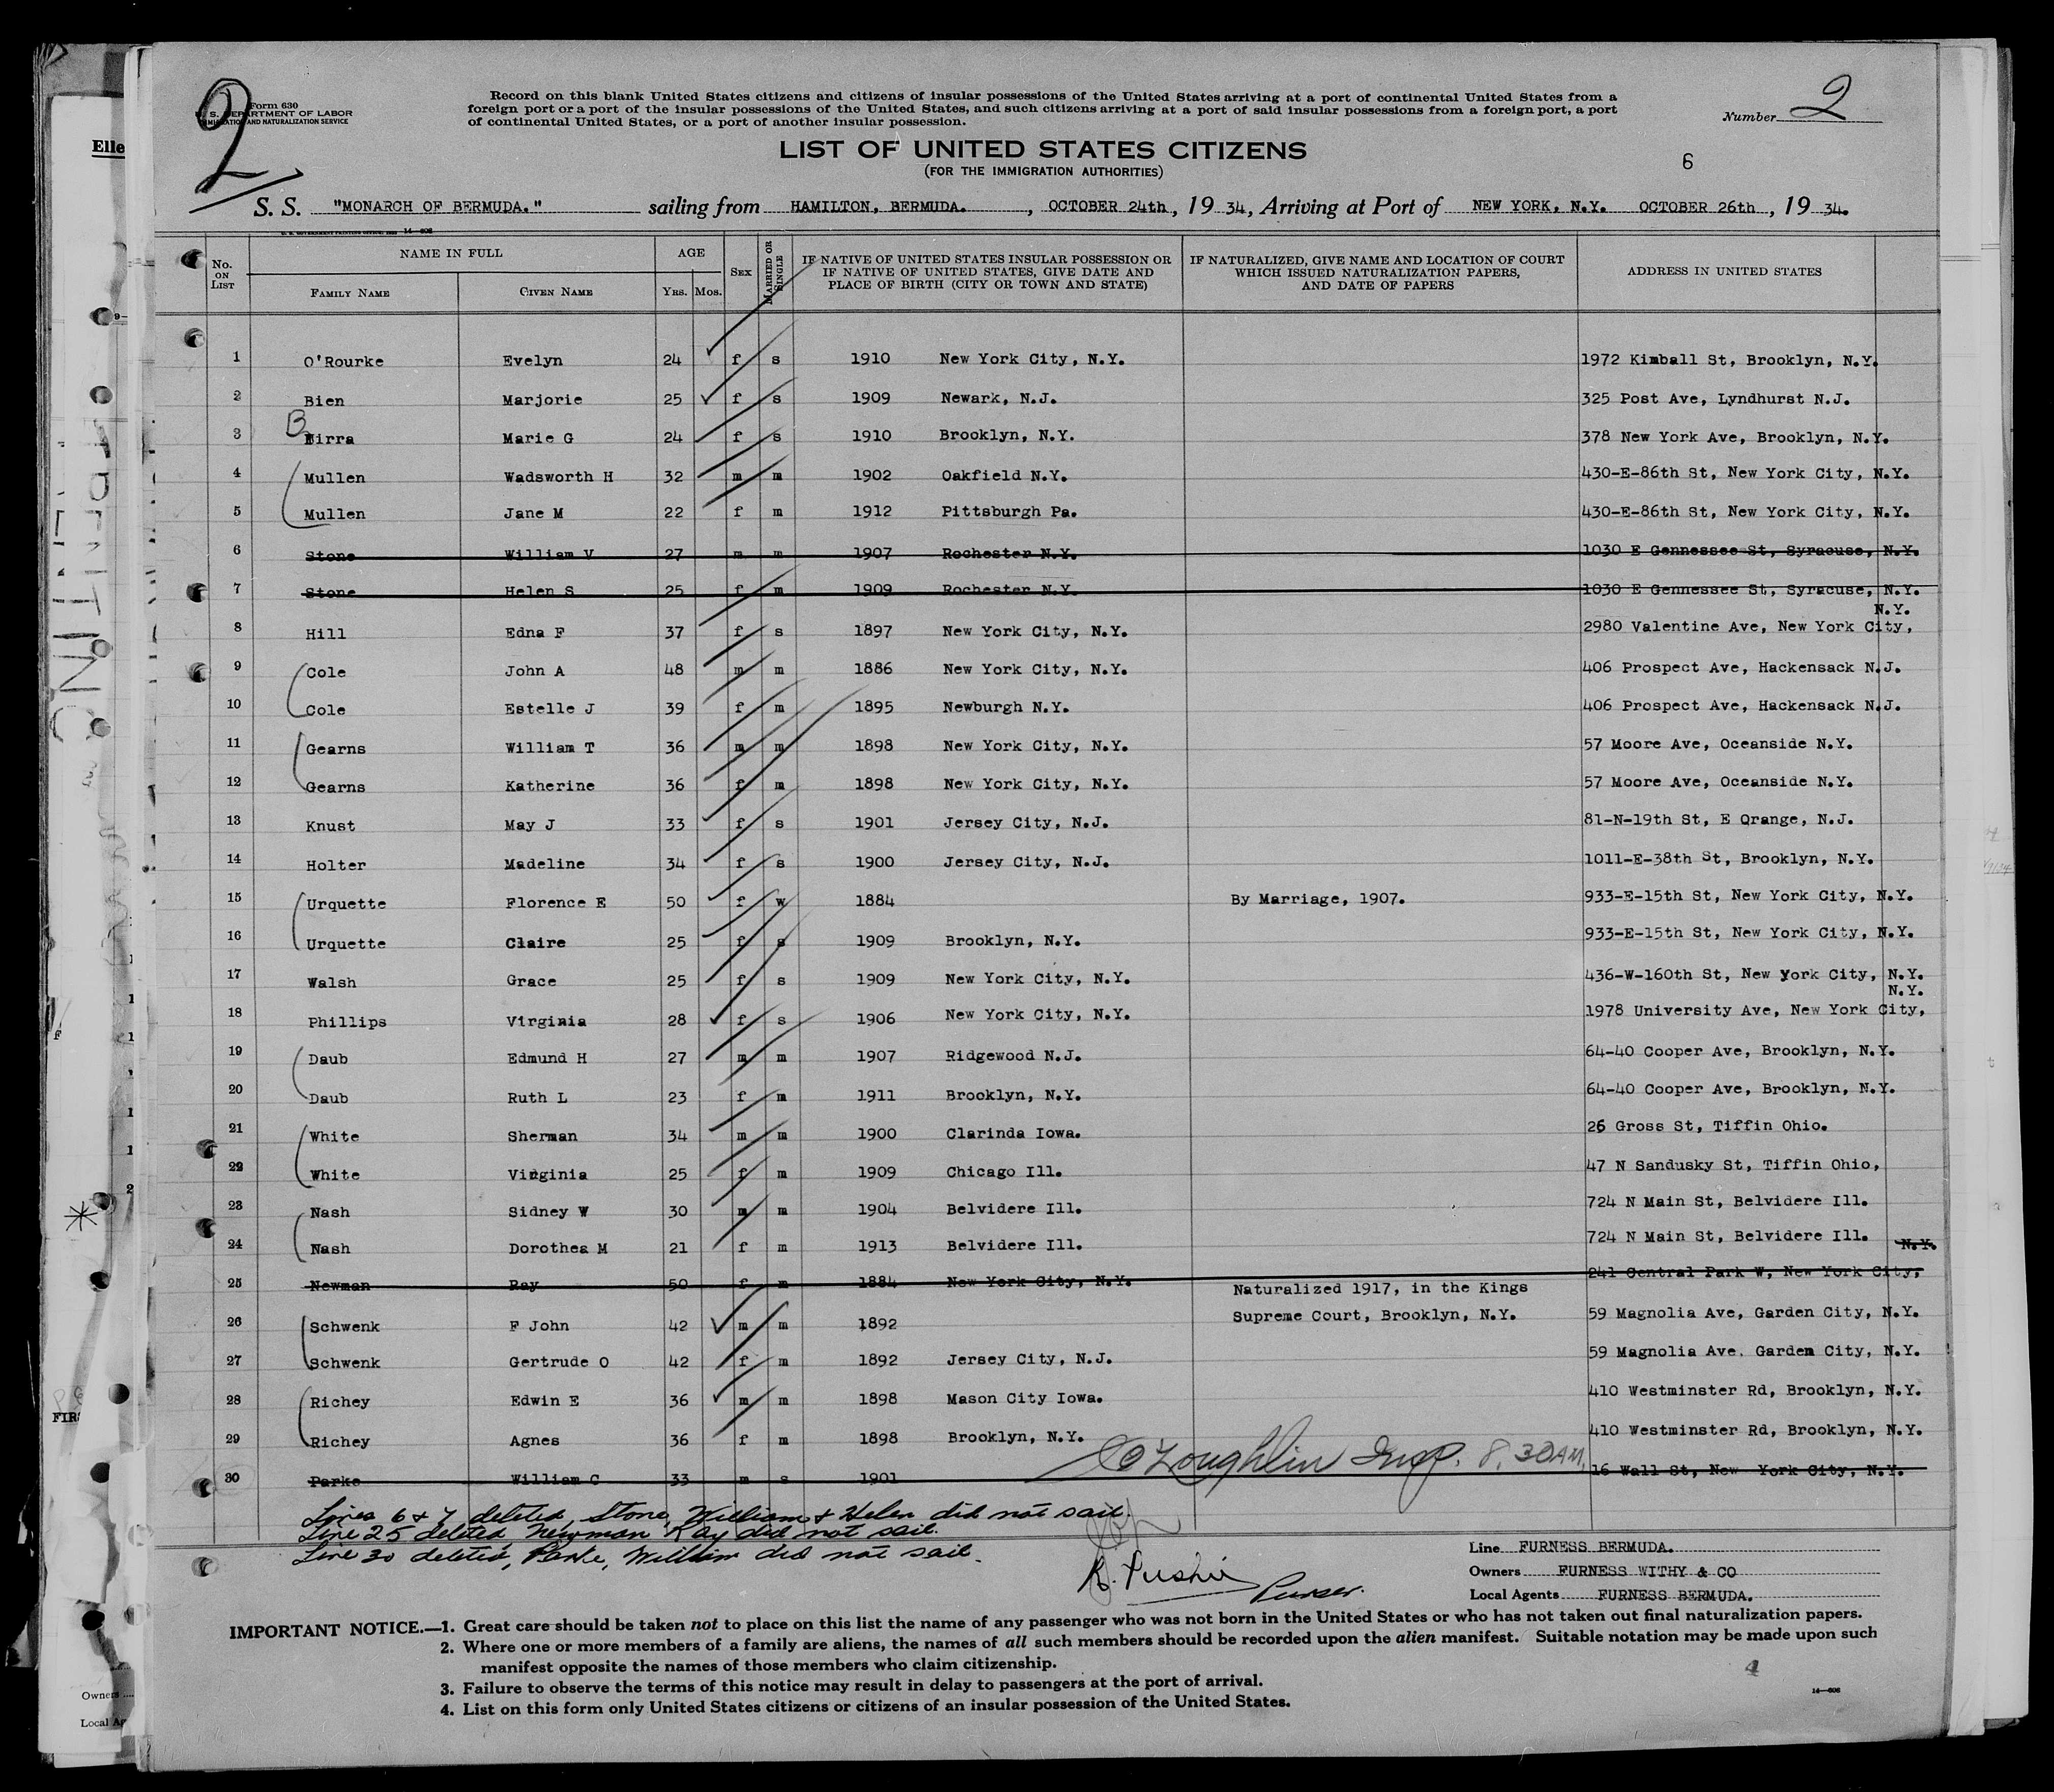 2
2
Form 630
U. S. DEPARTMENT OF LABOR
IMMIGRATION AND NATURALIZATION SERVICE
Record on this blank United States citizens and citizens of insular possessions of the United States arriving at a port of continental United States from a
foreign port or a port of the insular possessions of the United States, and such citizens arriving at a port of said insular possessions from a foreign port, a port
of continental United States, or a port of another insular possession.
Number
LIST OF UNITED STATES CITIZENS
(FOR THE IMMIGRATION AUTHORITIES)
6
S. S. "MONARCH OF BERMUDA." sailing from HAMILTON, BERMUDA. , OCTOBER 24th , 19 34, Arriving at Port of NEW YORK, N.Y. OCTOBER 26th , 19 34.
No. ON LIST NAME IN FULL AGE SEX MARRIED OR SINGLE IF NATIVE OF UNITED STATES INSULAR POSSESSION OR IF NATIVE OF UNITED STATES, GIVE DATE AND PLACE OF BIRTH (CITY OR TOWN AND STATE) IF NATURALIZED, GIVE NAME AND LOCATION OF COURT WHICH ISSUED NATURALIZATION PAPERS, AND DATE OF PAPERS ADDRESS IN UNITED STATES
FAMILY NAME GIVEN NAME YRS. MOS.
1 O'Rourke Evelyn 24 f s 1910 New York City, N.Y. 1972 Kimball St, Brooklyn, N.Y.
2 Bien Marjorie 25 f s 1909 Newark, N.J. 325 Post Ave, Lyndhurst N.J.
3 Birra Marie G 24 f s 1910 Brooklyn, N.Y. 378 New York Ave, Brooklyn, N.Y.
4 Mullen Wadsworth H 32 m m 1902 Oakfield N.Y. 430-E-86th St, New York City, N.Y.
5 Mullen Jane M 22 f m 1912 Pittsburgh Pa. 430-E-86th St, New York City, N.Y.
6 Stone William V 27 m m 1907 Rochester N.Y. 1030 E Gennessee St, Syracuse, N.Y.
7 Stone Helen S 25 f m 1909 Rochester N.Y. 1030 E Gennessee St, Syracuse, N.Y.
8 Hill Edna F 37 f s 1897 New York City, N.Y. 2980 Valentine Ave, New York City, N.Y.
9 Cole John A 48 m m 1886 New York City, N.Y. 406 Prospect Ave, Hackensack N.J.
10 Cole Estelle J 39 f m 1895 Newburgh N.Y. 406 Prospect Ave, Hackensack N.J.
11 Gearns William T 36 m m 1898 New York City, N.Y. 57 Moore Ave, Oceanside N.Y.
12 Gearns Katherine 36 f m 1898 New York City, N.Y. 57 Moore Ave, Oceanside N.Y.
13 Knust May J 33 f s 1901 Jersey City, N.J. 81-N-19th St, E Orange, N.J.
14 Holter Madeline 34 f s 1900 Jersey City, N.J. 1011-E-38th St, Brooklyn, N.Y.
15 Urquette Florence E 50 f w 1884 By Marriage, 1907. 933-E-15th St, New York City, N.Y.
16 Urquette Claire 25 f s 1909 Brooklyn, N.Y. 933-E-15th St, New York City, N.Y.
17 Walsh Grace 25 f s 1909 New York City, N.Y. 436-W-160th St, New York City, N.Y.
18 Phillips Virginia 28 f s 1906 New York City, N.Y. 1978 University Ave, New York City, N.Y.
19 Daub Edmund H 27 m m 1907 Ridgewood N.J. 64-40 Cooper Ave, Brooklyn, N.Y.
20 Daub Ruth L 23 f m 1911 Brooklyn, N.Y. 64-40 Cooper Ave, Brooklyn, N.Y.
21 White Sherman 34 m m 1900 Clarinda Iowa. 26 Gross St, Tiffin Ohio.
22 White Virginia 25 f m 1909 Chicago Ill. 47 N Sandusky St, Tiffin Ohio,
23 Nash Sidney W 30 m m 1904 Belvidere Ill. 724 N Main St, Belvidere Ill.
24 Nash Dorothea M 21 f m 1913 Belvidere Ill. 724 N Main St, Belvidere Ill.
25 Newman Ray 50 f m 1884 New York City, N.Y. 241 Central Park W, New York City, N.Y.
Naturalized 1917, in the Kings
26 Schwenk F John 42 m m 1892 Supreme Court, Brooklyn, N.Y. 59 Magnolia Ave, Garden City, N.Y.
27 Schwenk Gertrude O 42 f m 1892 Jersey City, N.J. 59 Magnolia Ave. Garden City, N.Y.
28 Richey Edwin E 36 m m 1898 Mason City Iowa. 410 Westminster Rd, Brooklyn, N.Y.
29 Richey Agnes 36 f m 1898 Brooklyn, N.Y. 410 Westminster Rd, Brooklyn, N.Y.
O'Loughlin Insp. 8.30AM.
30 Parke William C 33 m s 1901 16 Wall St, New York City, N.Y.
Lines 6 & 7 deleted, Stone, William & Helen did not sail.
Line 25 deleted, Newman Ray did not sail.
Line 30 deleted, Parke, William did not sail.
Purser.
Line FURNESS BERMUDA.
Owners FURNESS WITHY & CO
Local Agents FURNESS BERMUDA.
IMPORTANT NOTICE.—1. Great care should be taken not to place on this list the name of any passenger who was not born in the United States or who has not taken out final naturalization papers.
2. Where one or more members of a family are aliens, the names of all such members should be recorded upon the alien manifest. Suitable notation may be made upon such
manifest opposite the names of those members who claim citizenship.
3. Failure to observe the terms of this notice may result in delay to passengers at the port of arrival.
4. List on this form only United States citizens or citizens of an insular possession of the United States.
4
14—606